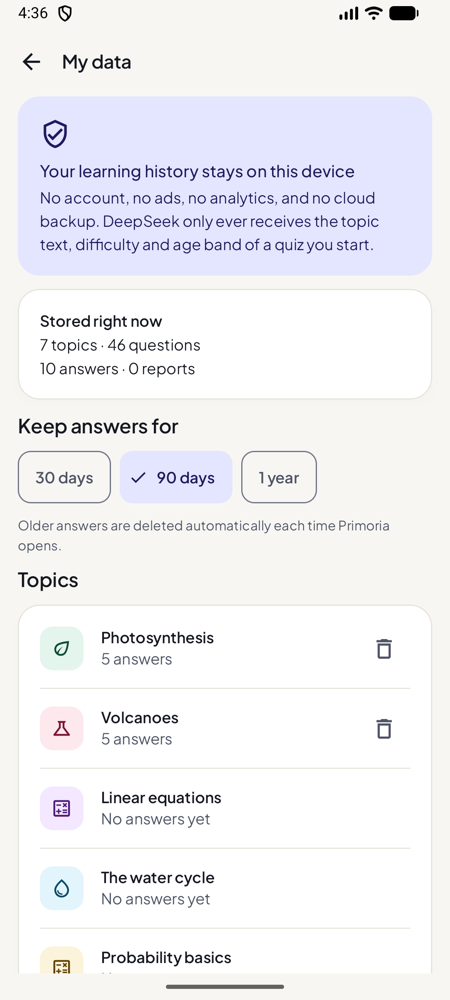 4:36
My data
Your learning history stays on this device
No account, no ads, no analytics, and no cloud
backup. DeepSeek only ever receives the topic
text, difficulty and age band of a quiz you start.
Stored right now
7 topics · 46 questions
10 answers · 0 reports
Keep answers for
30 days
90 days
1 year
Older answers are deleted automatically each time Primoria
opens.
Topics
Photosynthesis
5 answers
Volcanoes
5 answers
Linear equations
No answers yet
The water cycle
No answers yet
Probability basics